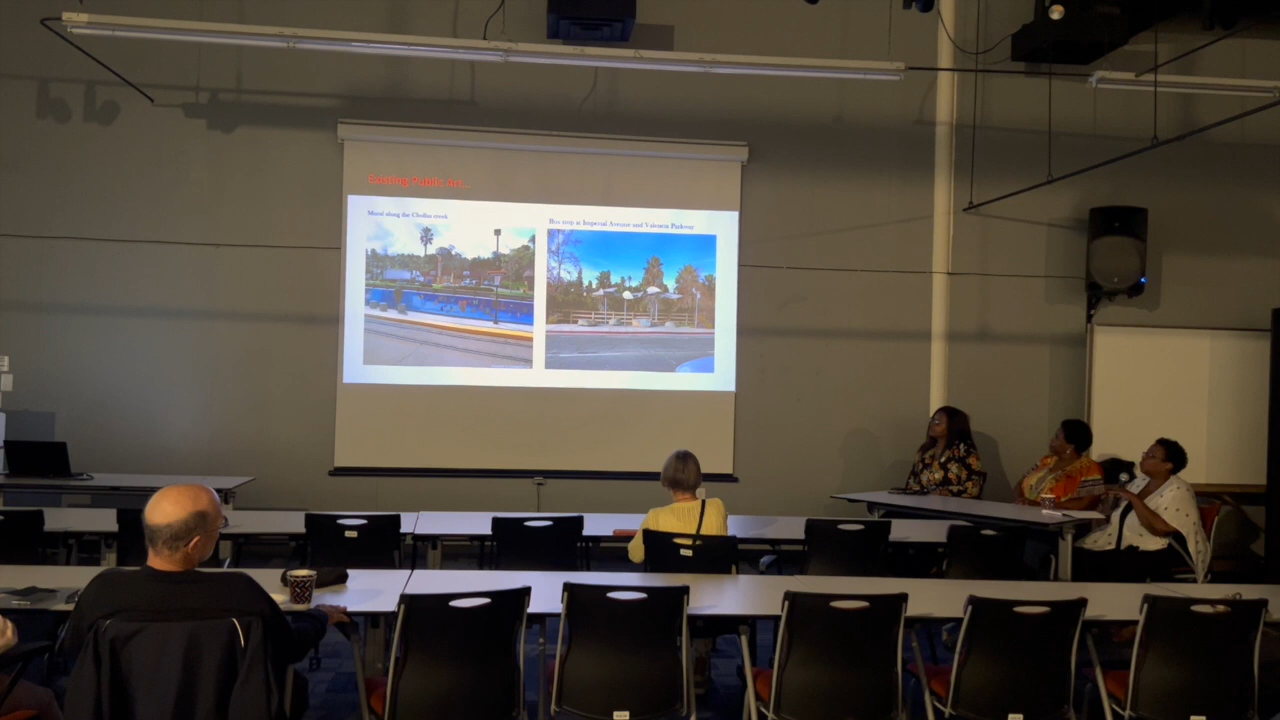 Existing Public Art...
Mural along the Chollas creek
Bus stop at Imperial Avenue and Valencia Parkway